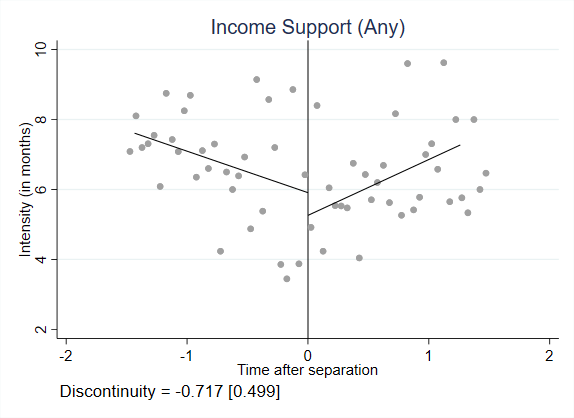 Income Support (Any)
Intensity (in months)
10
8
6
4
2
-2 -1 0 1 2
Time after separation
Discontinuity = -0.717 [0.499]